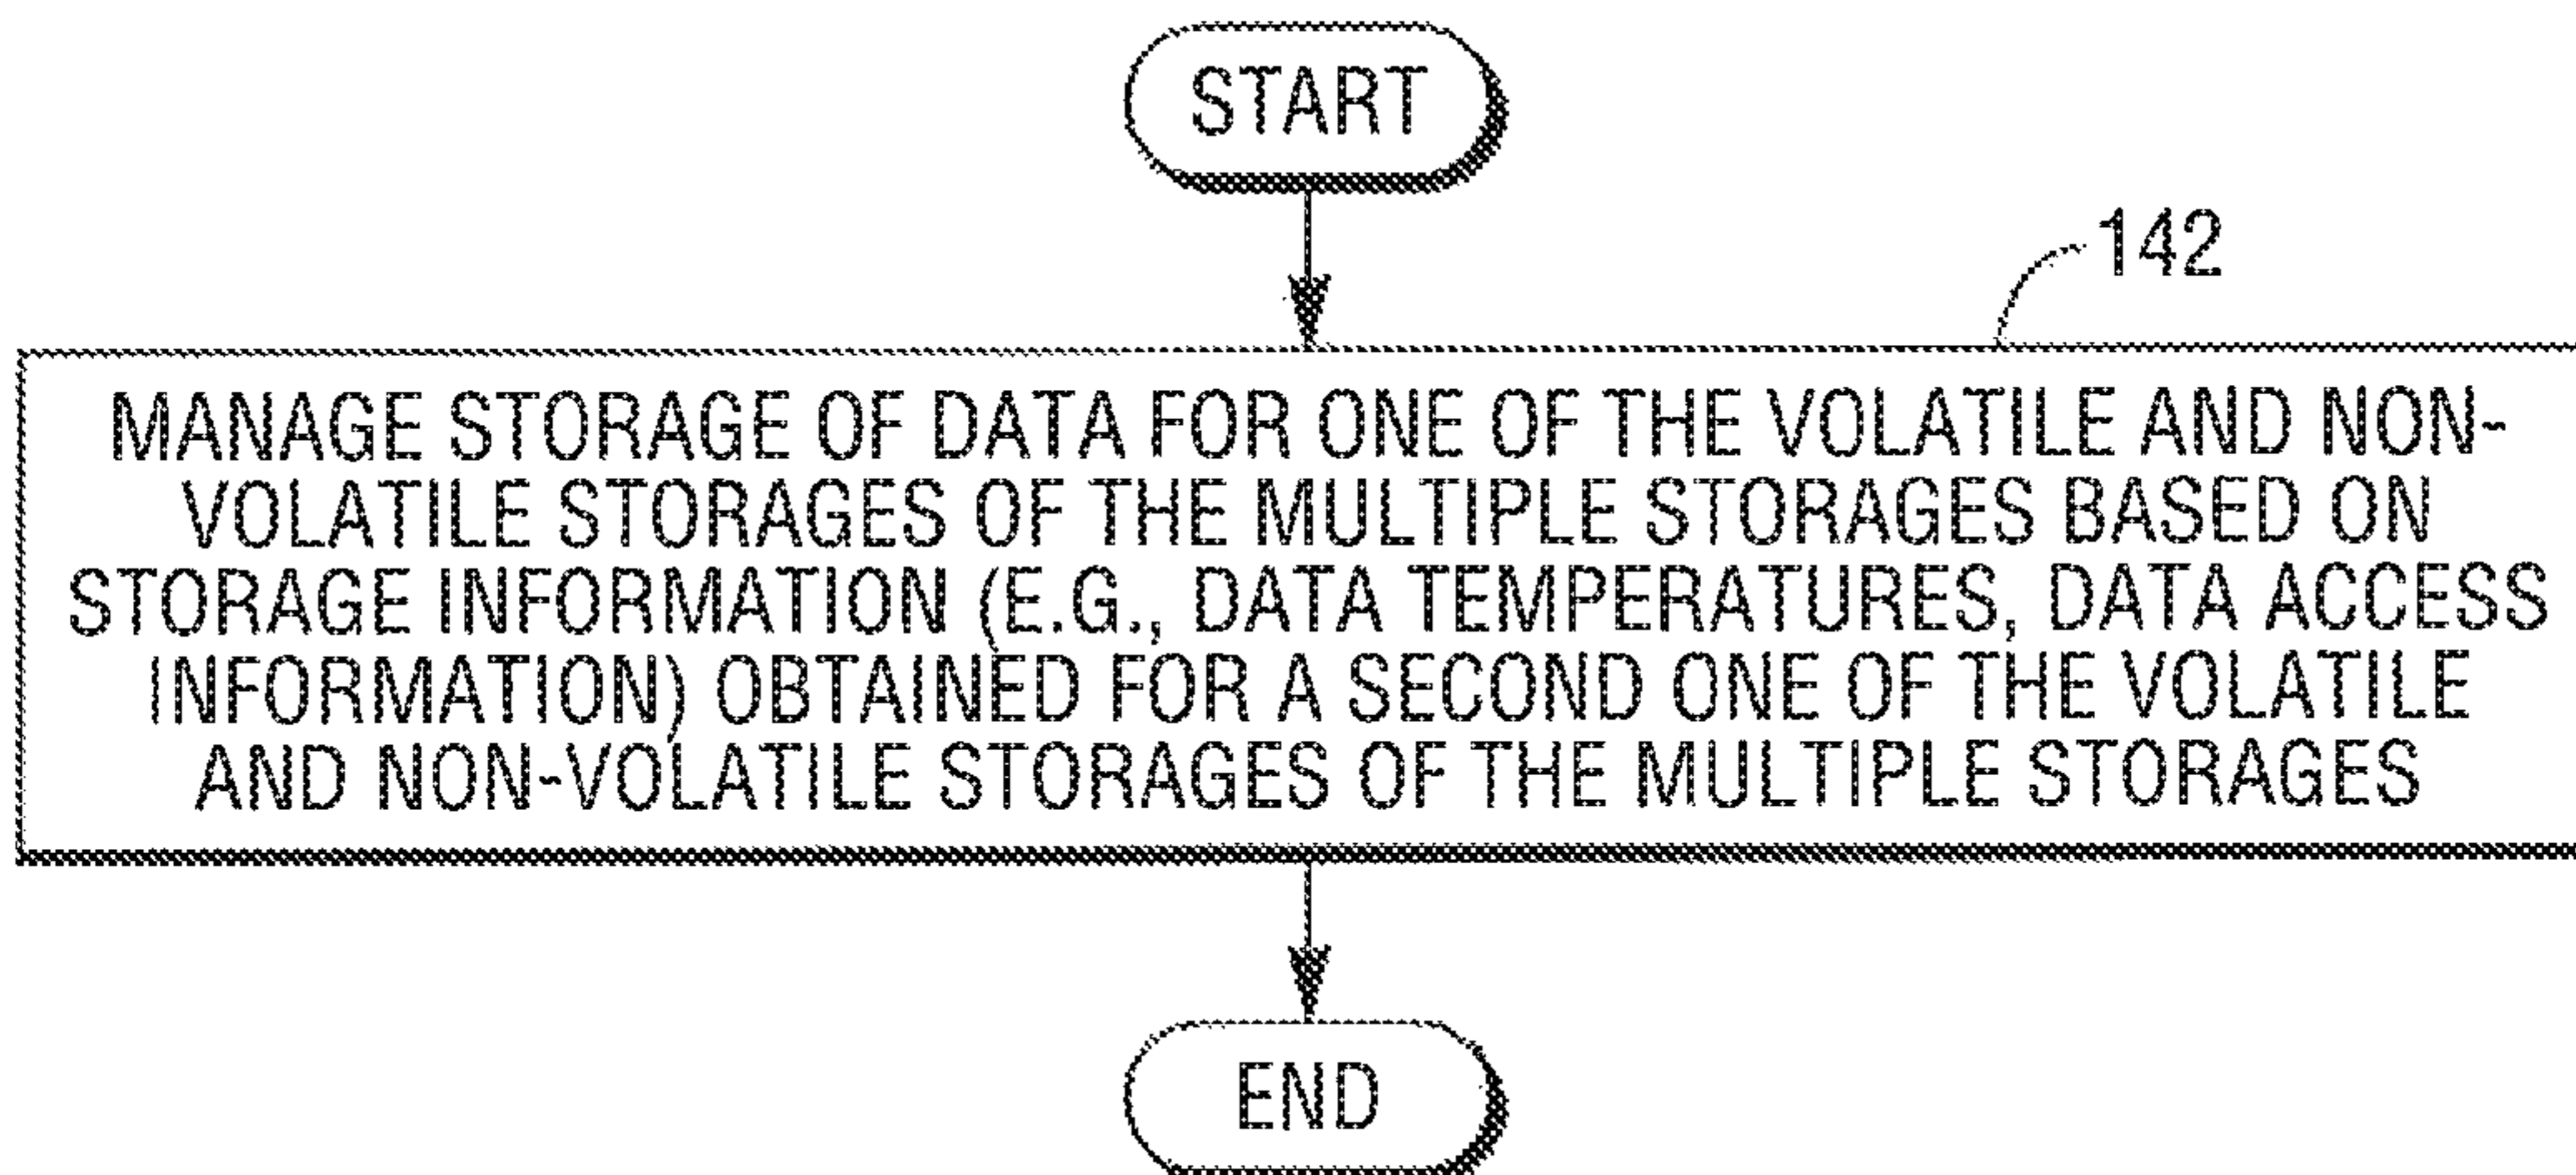 START
142
MANAGE STORAGE OF DATA FOR ONE OF THE VOLATILE AND NON-
VOLATILE STORAGES OF THE MULTIPLE STORAGES BASED ON
STORAGE INFORMATION (E.G., DATA TEMPERATURES, DATA ACCESS
INFORMATION) OBTAINED FOR A SECOND ONE OF THE VOLATILE
AND NON-VOLATILE STORAGES OF THE MULTIPLE STORAGES
END